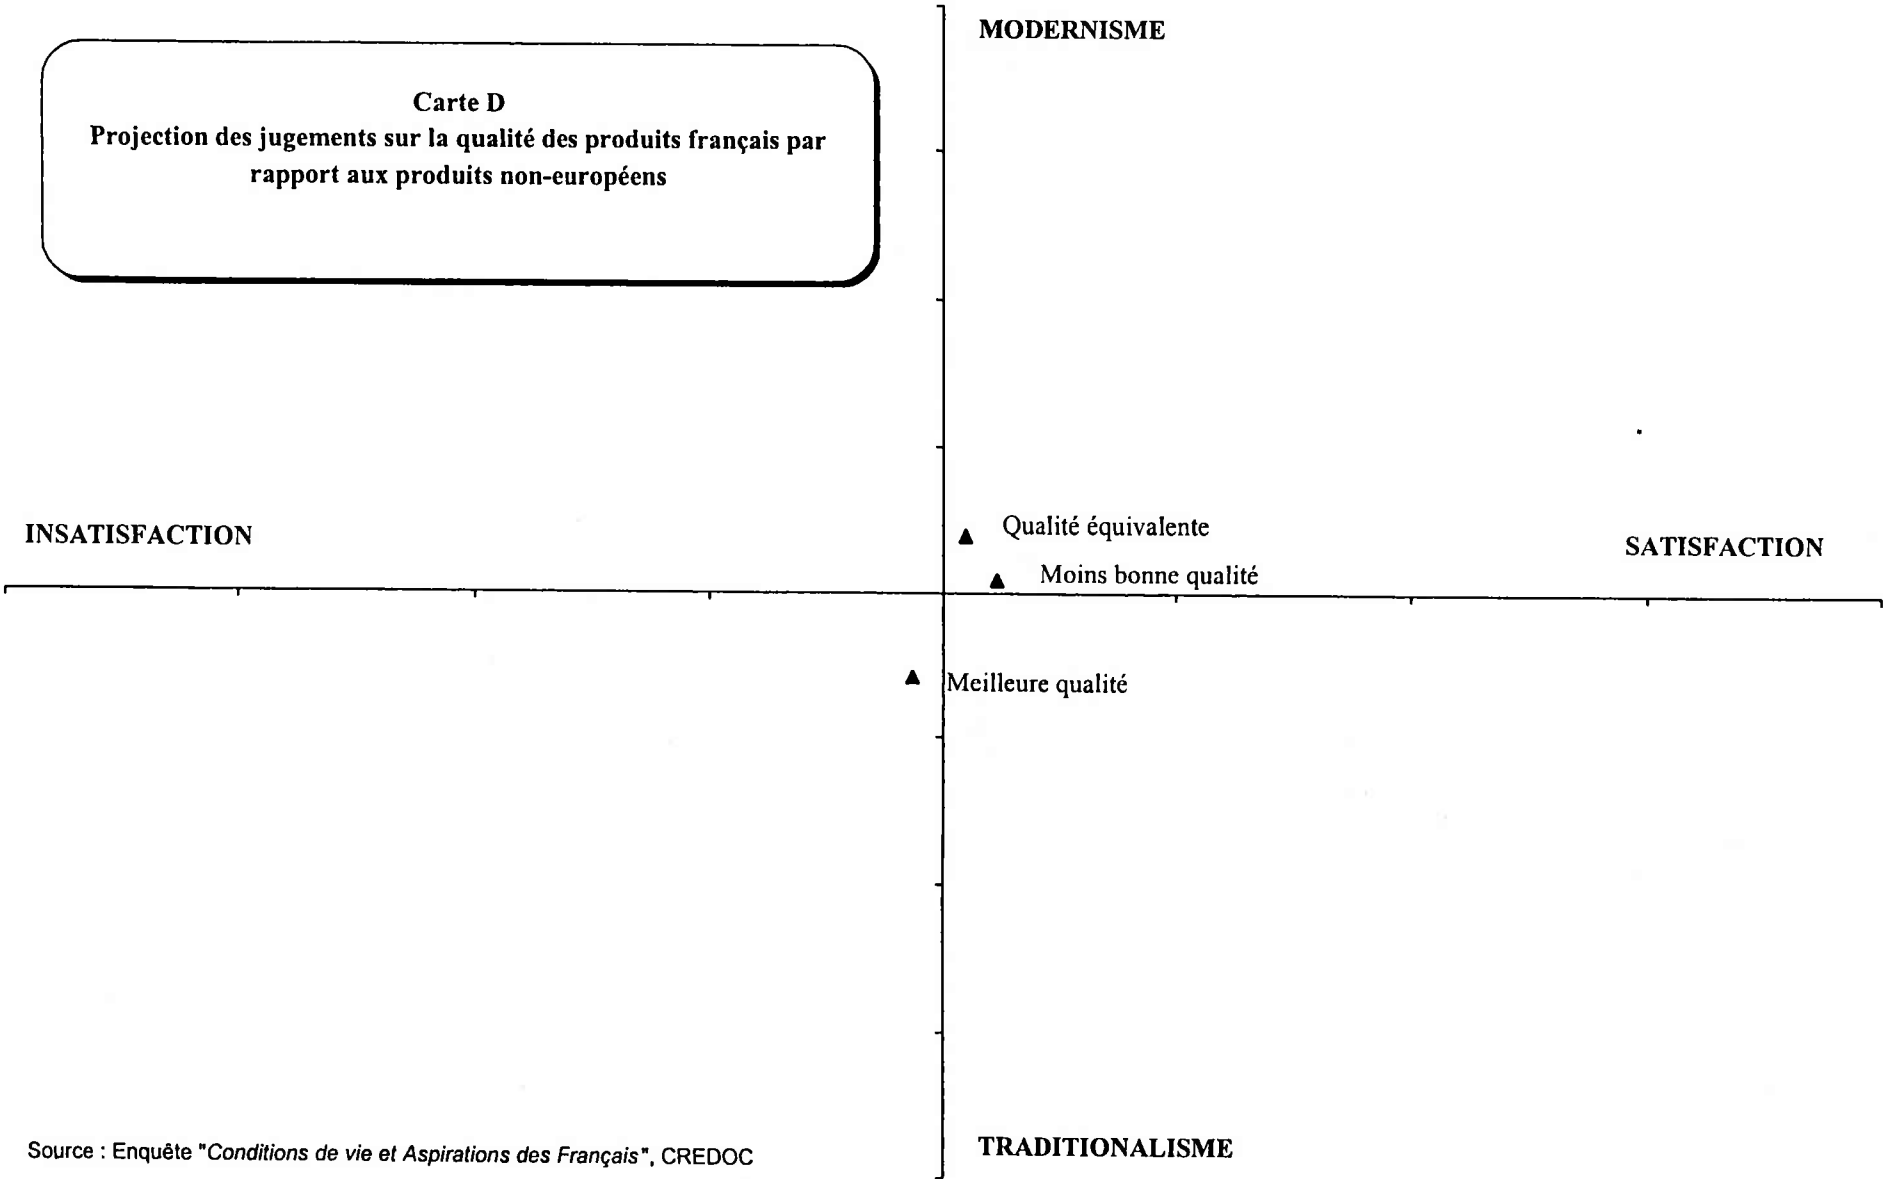 MODERNISME
Carte D
Projection des jugements sur la qualité des produits français par
rapport aux produits non-européens
INSATISFACTION
Qualité équivalente
SATISFACTION
Moins bonne qualité
Meilleure qualité
Source : Enquête "Conditions de vie et Aspirations des Français", CREDOC
TRADITIONALISME